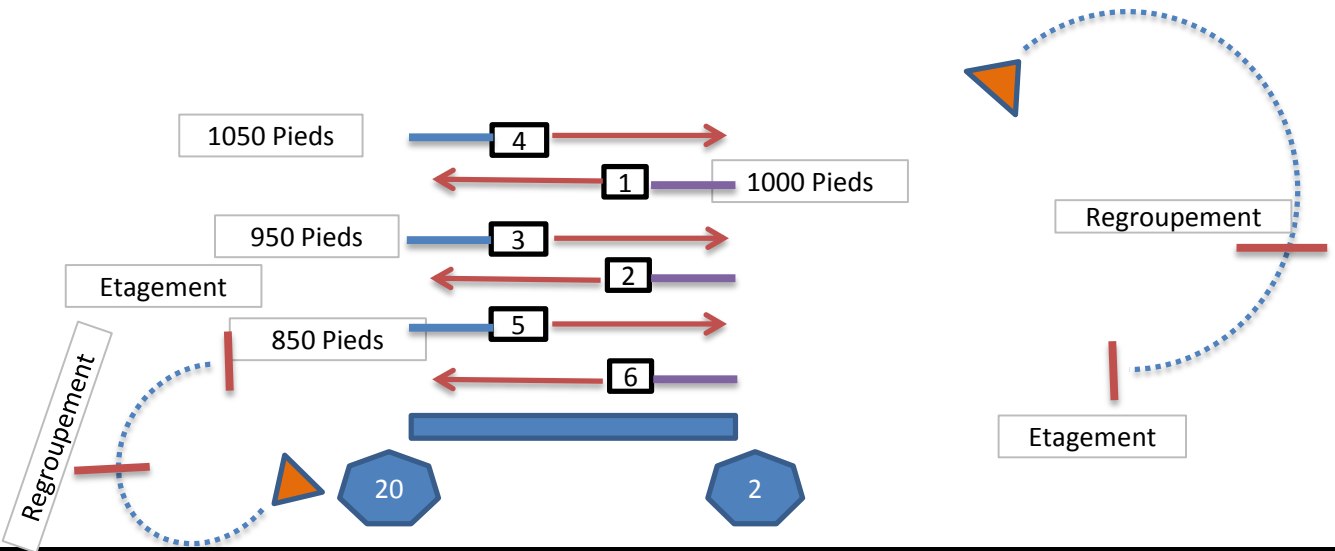 1050 Pieds
4
1
1000 Pieds
Regroupement
950 Pieds
3
Etagement
2
850 Pieds
5
6
Regroupement
Etagement
20
2